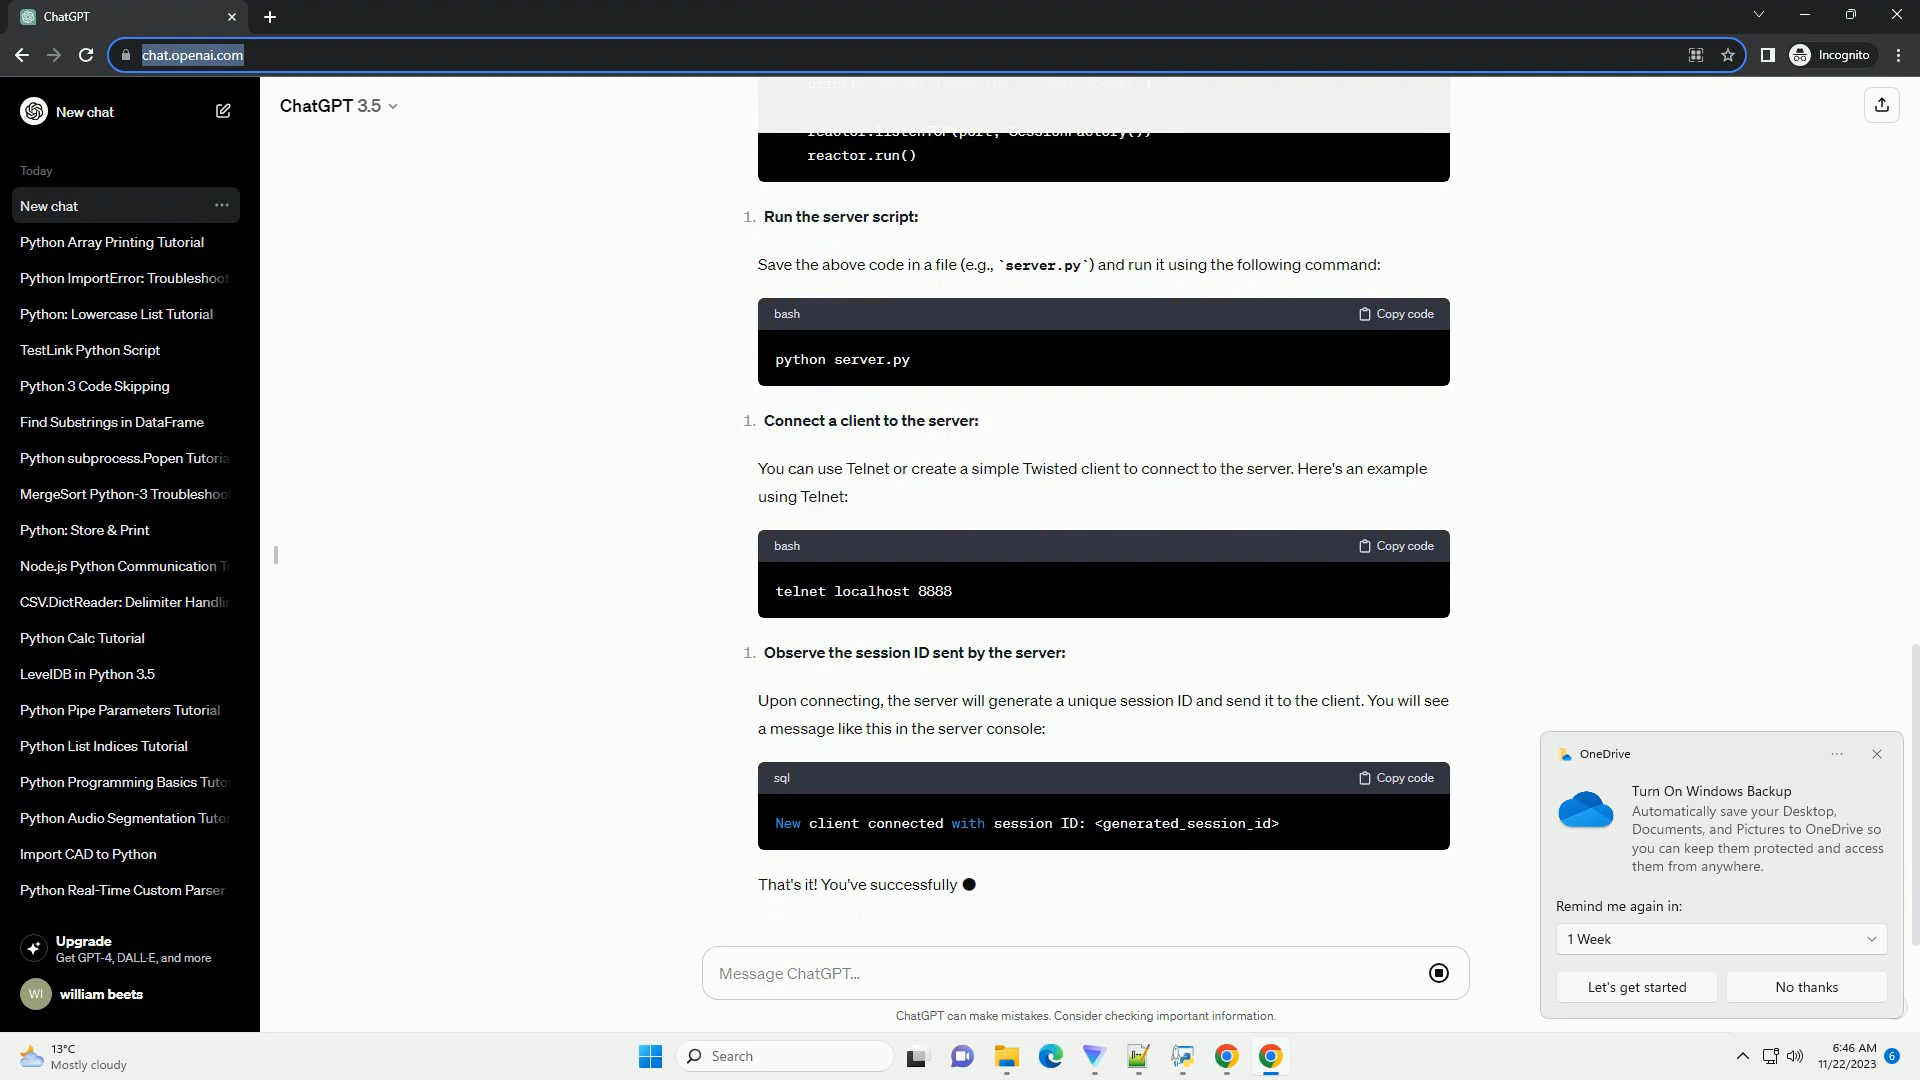 ChatGPT
chat.openai.com
Incognito
New chat
Today
New chat
Python Array Printing Tutorial
Python ImportError: Troubleshoot
Python: Lowercase List Tutorial
TestLink Python Script
Python 3 Code Skipping
Find Substrings in DataFrame
Python subprocess.Popen Tutoria
MergeSort Python-3 Troubleshoo
Python: Store & Print
Node.js Python Communication T
CSV.DictReader: Delimiter Handlin
Python Calc Tutorial
LevelDB in Python 3.5
Python Pipe Parameters Tutorial
Python List Indices Tutorial
Python Programming Basics Tuto
Python Audio Segmentation Tutor
Import CAD to Python
Python Real-Time Custom Parser
Upgrade
Get GPT-4, DALL·E, and more
WI
william beets
ChatGPT 3.5
reactor.listenTCP(port, SessionFactory())
reactor.run()
1. Run the server script:
Save the above code in a file (e.g., `server.py`) and run it using the following command:
bash
Copy code
python server.py
1. Connect a client to the server:
You can use Telnet or create a simple Twisted client to connect to the server. Here's an example
using Telnet:
bash
Copy code
telnet localhost 8888
1. Observe the session ID sent by the server:
Upon connecting, the server will generate a unique session ID and send it to the client. You will see
a message like this in the server console:
sql
Copy code
New client connected with session ID: <generated_session_id>
That's it! You've successfully
Message ChatGPT...
ChatGPT can make mistakes. Consider checking important information.
OneDrive
Turn On Windows Backup
Automatically save your Desktop,
Documents, and Pictures to OneDrive so
you can keep them protected and access
them from anywhere.
Remind me again in:
1 Week
Let's get started
No thanks
13°C
Mostly cloudy
Search
6:46 AM
11/22/2023
6